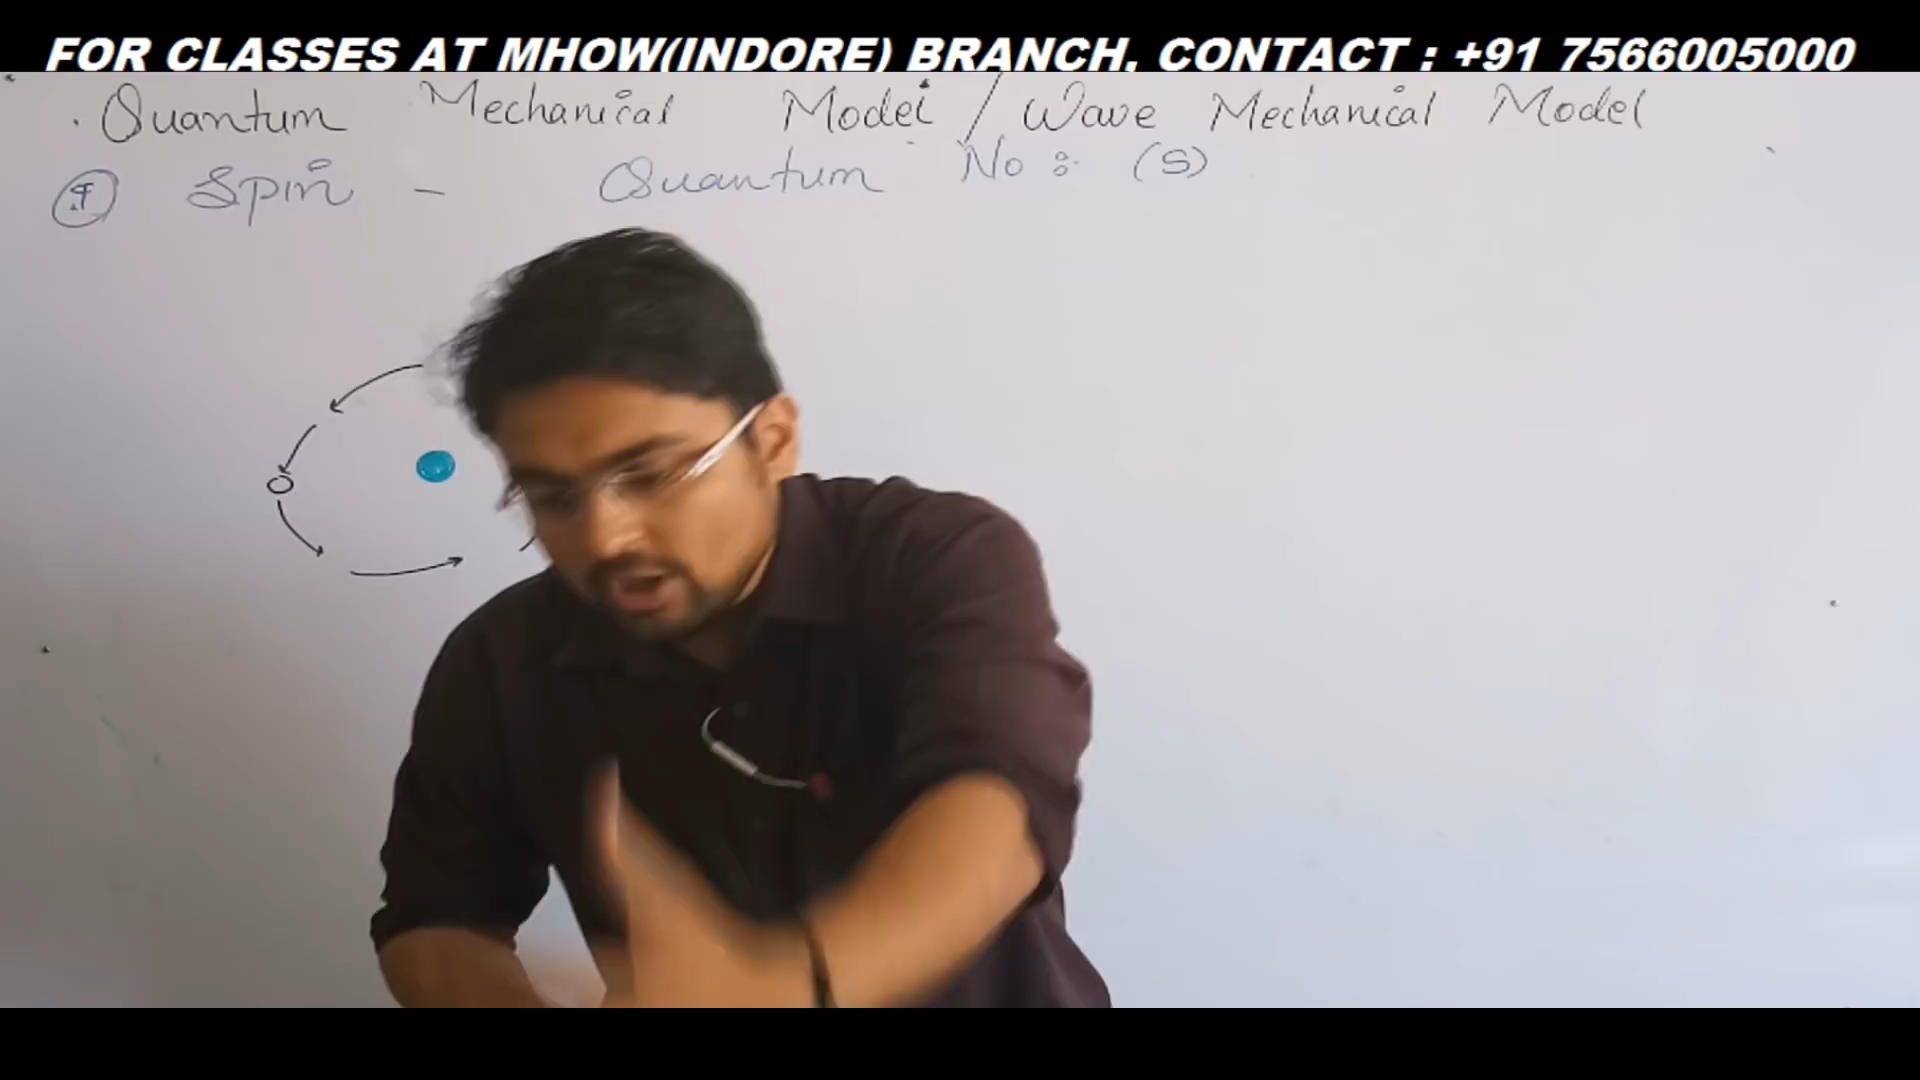 FOR CLASSES AT MHOW(INDORE) BRANCH, CONTACT : +91 7566005000
Quantum Mechanical Model / Wave Mechanical Model
Spin - Quantum No : (S)